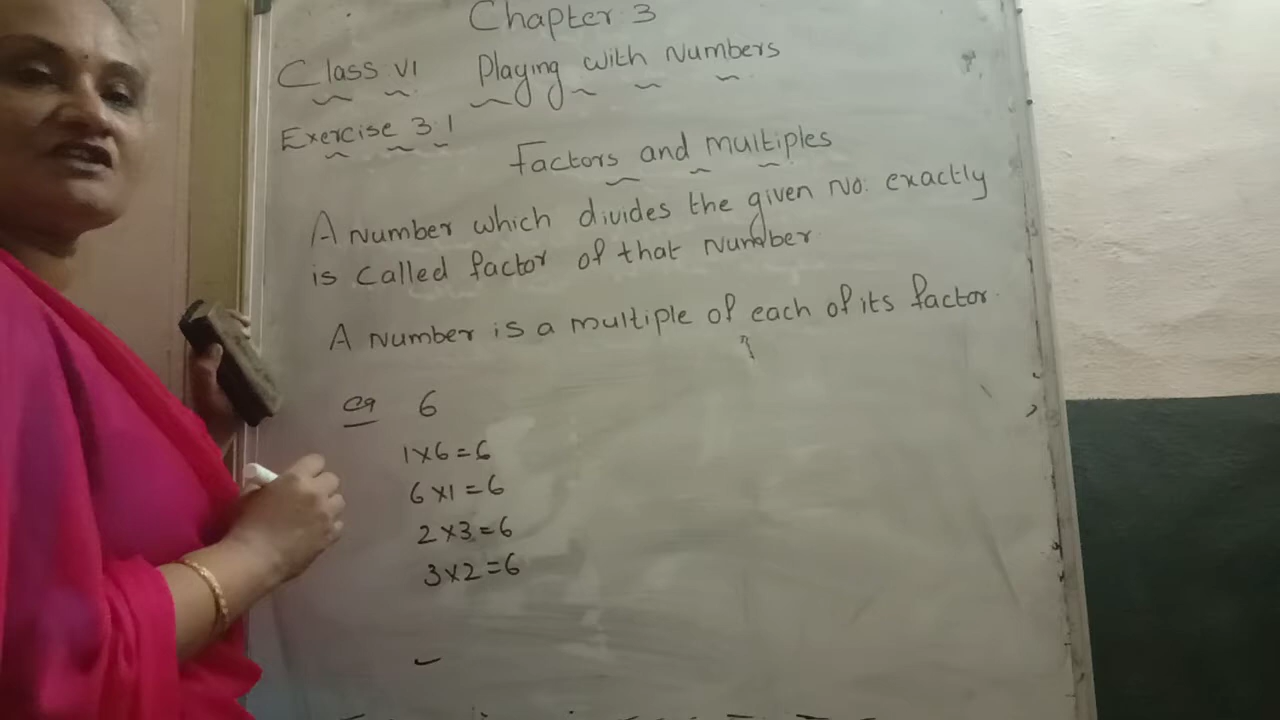 Chapter 3
Class VI Playing with Numbers
Exercise 3.1
Factors and multiples
A number which divides the given No: exactly
is called factor of that number.
A number is a multiple of each of its factor.
eg 6
1×6=6
6×1=6
2×3=6
3×2=6